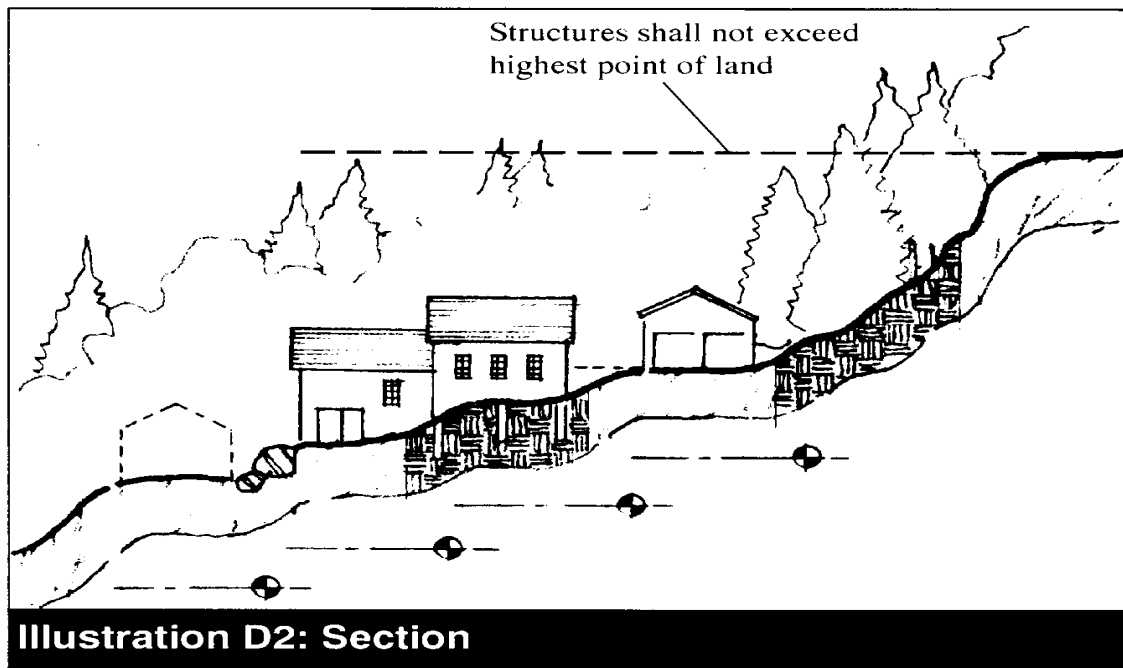 Structures shall not exceed
highest point of land
Illustration D2: Section